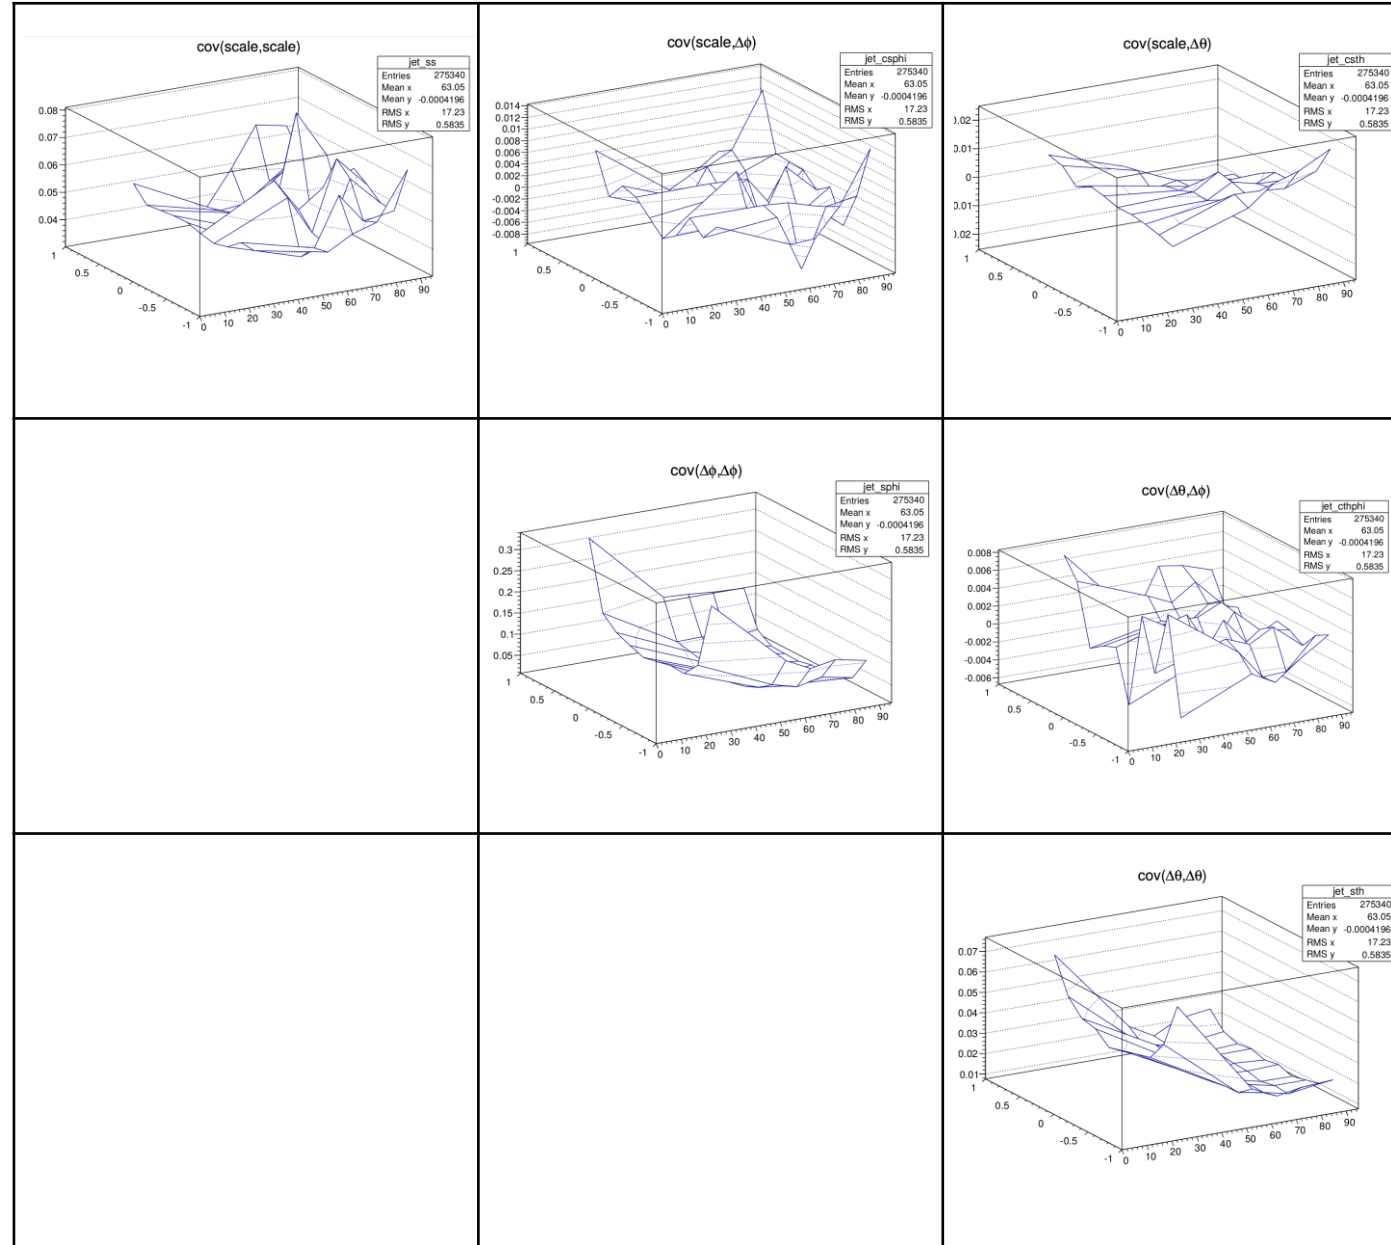 cov(scale,scale)
jet_ss
Entries 275340
Mean x 63.05
Mean y -0.0004196
RMS x 17.23
RMS y 0.5835
0.08
0.07
0.06
0.05
0.04
1
0.5
0
-0.5
-1
0 10 20 30 40 50 60 70 80 90
cov(scale,Δϕ)
jet_csphi
Entries 275340
Mean x 63.05
Mean y -0.0004196
RMS x 17.23
RMS y 0.5835
0.014
0.012
0.01
0.008
0.006
0.004
0.002
0
-0.002
-0.004
-0.006
-0.008
1
0.5
0
-0.5
-1
0 10 20 30 40 50 60 70 80 90
cov(scale,Δθ)
jet_csth
Entries 275340
Mean x 63.05
Mean y -0.0004196
RMS x 17.23
RMS y 0.5835
.02
0.01
0
0.01
.02
1
0.5
0
-0.5
-1
0 10 20 30 40 50 60 70 80 90
cov(Δϕ,Δϕ)
jet_sphi
Entries 275340
Mean x 63.05
Mean y -0.0004196
RMS x 17.23
RMS y 0.5835
0.3
0.25
0.2
0.15
0.1
0.05
1
0.5
0
-0.5
-1
0 10 20 30 40 50 60 70 80 90
cov(Δθ,Δϕ)
jet_cthphi
Entries 275340
Mean x 63.05
Mean y -0.0004196
RMS x 17.23
RMS y 0.5835
0.008
0.006
0.004
0.002
0
-0.002
-0.004
-0.006
1
0.5
0
-0.5
-1
0 10 20 30 40 50 60 70 80 90
cov(Δθ,Δθ)
jet_sth
Entries 275340
Mean x 63.05
Mean y -0.0004196
RMS x 17.23
RMS y 0.5835
0.07
0.06
0.05
0.04
0.03
0.02
0.01
1
0.5
0
-0.5
-1
0 10 20 30 40 50 60 70 80 90